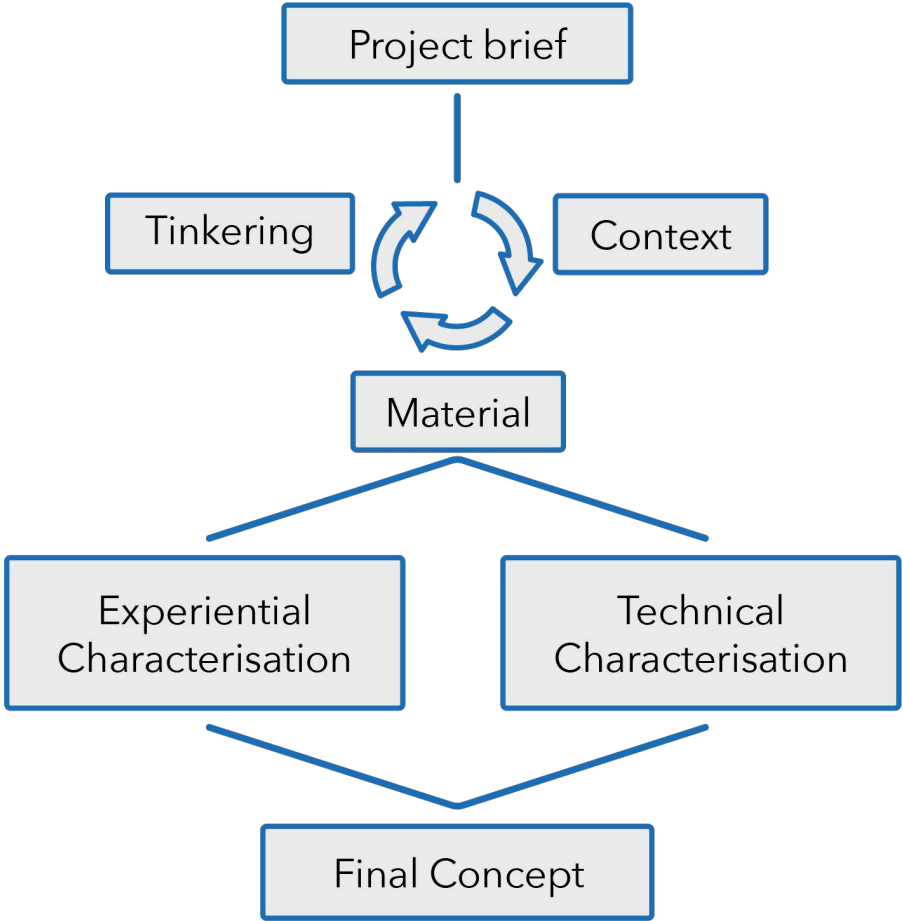 Project brief
Tinkering
Context
Material
Experiential
Characterisation
Technical
Characterisation
Final Concept